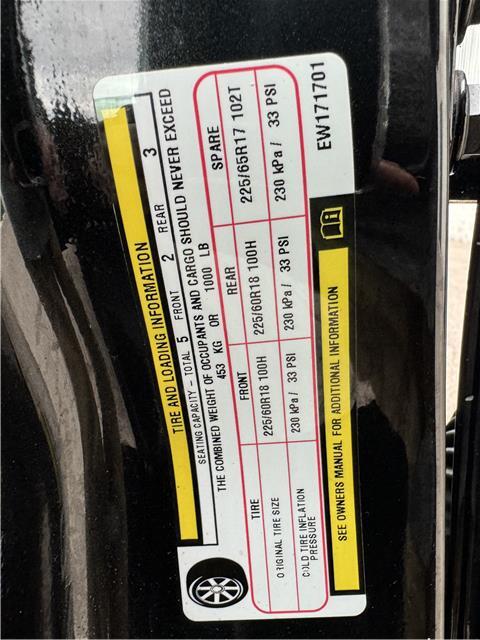 TIRE AND LOADING INFORMATION
SEATING CAPACITY - TOTAL 5 FRONT 2 REAR 3
THE COMBINED WEIGHT OF OCCUPANTS AND CARGO SHOULD NEVER EXCEED
453 KG OR 1000 LB
TIRE FRONT REAR SPARE
ORIGINAL TIRE SIZE 225/60R18 100H 225/60R18 100H 225/65R17 102T
COLD TIRE INFLATION PRESSURE 230 kPa/ 33 PSI 230 kPa/ 33 PSI 230 kPa/ 33 PSI
SEE OWNERS MANUAL FOR ADDITIONAL INFORMATION
EW171701